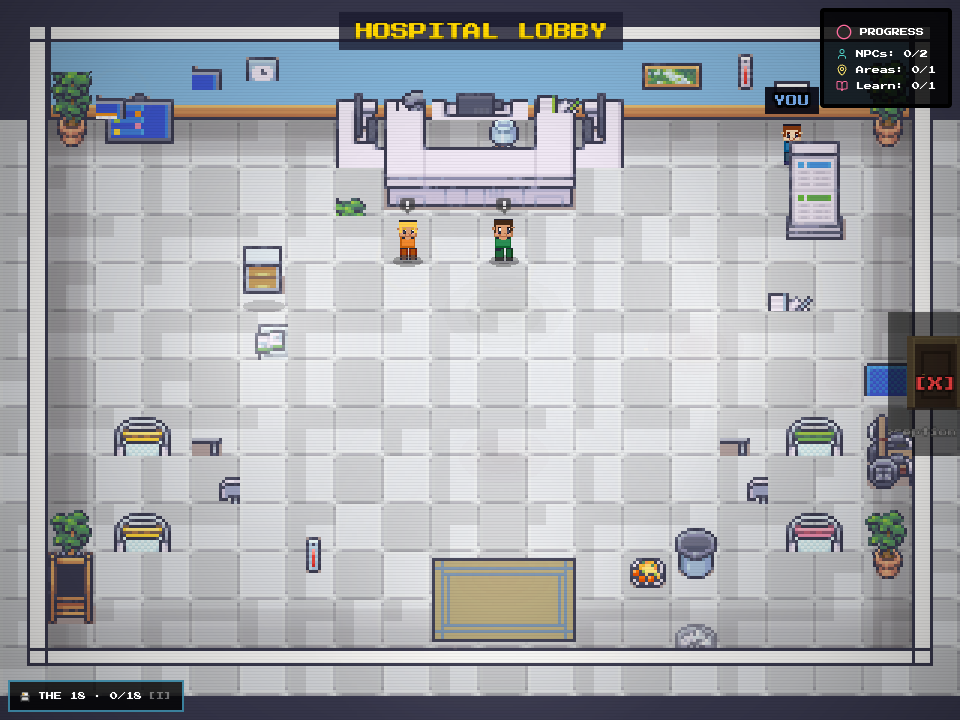 HOSPITAL LOBBY
PROGRESS
NPCs: 0/2
Areas: 0/1
Learn: 0/1
YOU
!
!
[X]
THE 18 · 0/18 [I]